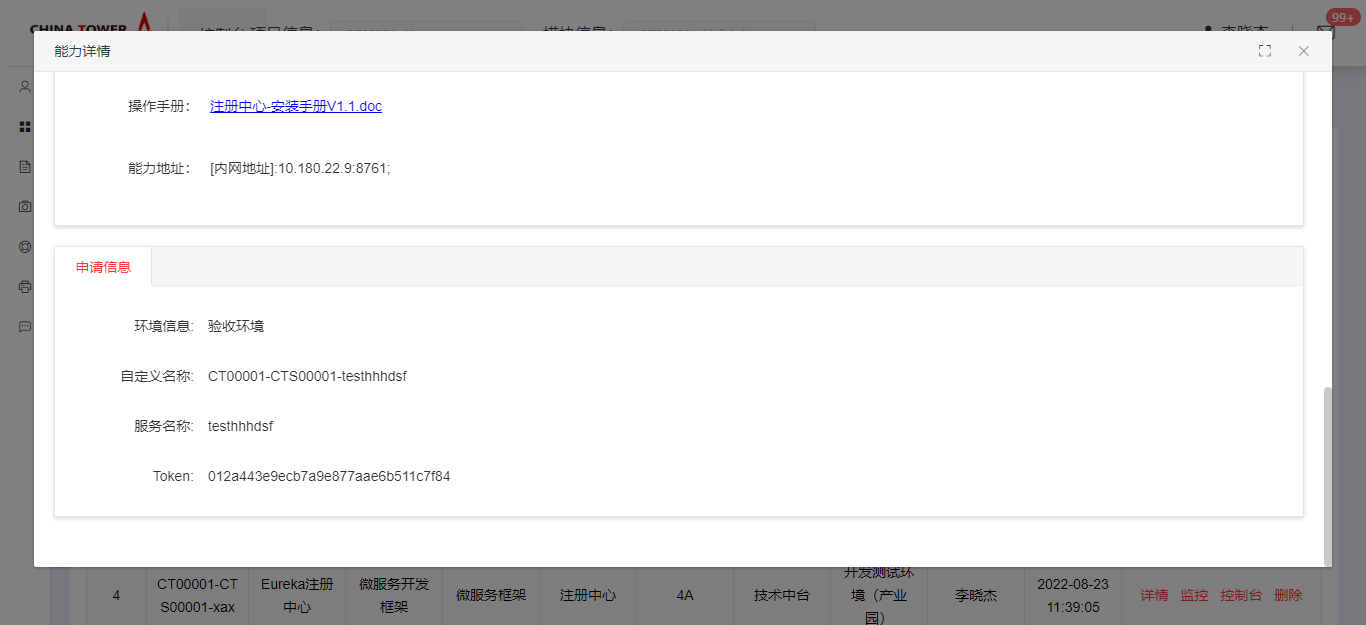 CHINA TOWER
99+
能力详情
操作手册： 注册中心-安装手册V1.1.doc
能力地址： [内网地址]:10.180.22.9:8761;
申请信息
环境信息: 验收环境
自定义名称: CT00001-CTS00001-testhhhdsf
服务名称: testhhhdsf
Token: 012a443e9ecb7a9e877aae6b511c7f84
4
CT00001-CT
S00001-xax
Eureka注册
中心
微服务开发
框架
微服务框架
注册中心
4A
技术中台
开发测试环
境（产业
园）
李晓杰
2022-08-23
11:39:05
详情 监控 控制台 删除